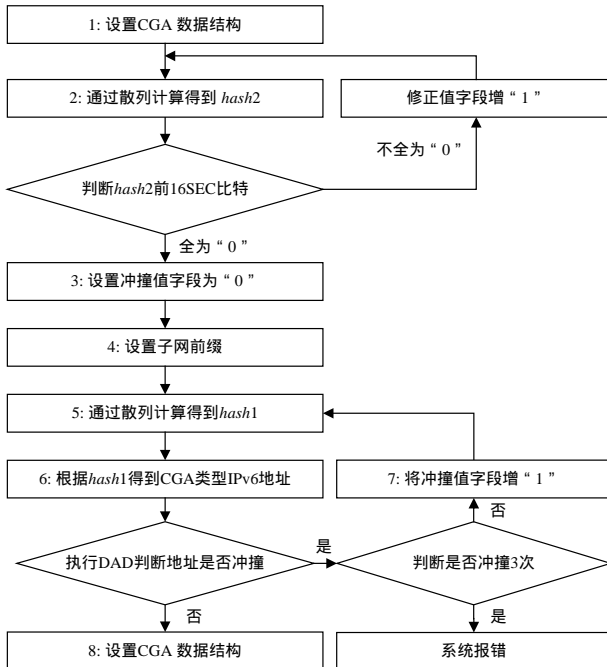 1: 设置CGA 数据结构
2: 通过散列计算得到 hash2
修正值字段增“1”
不全为“0”
判断hash2前16SEC比特
全为“0”
3: 设置冲撞值字段为“0”
4: 设置子网前缀
5: 通过散列计算得到hash1
6: 根据hash1得到CGA类型IPv6地址
7: 将冲撞值字段增“1”
否
执行DAD判断地址是否冲撞
是
判断是否冲撞3次
否
是
8: 设置CGA 数据结构
系统报错